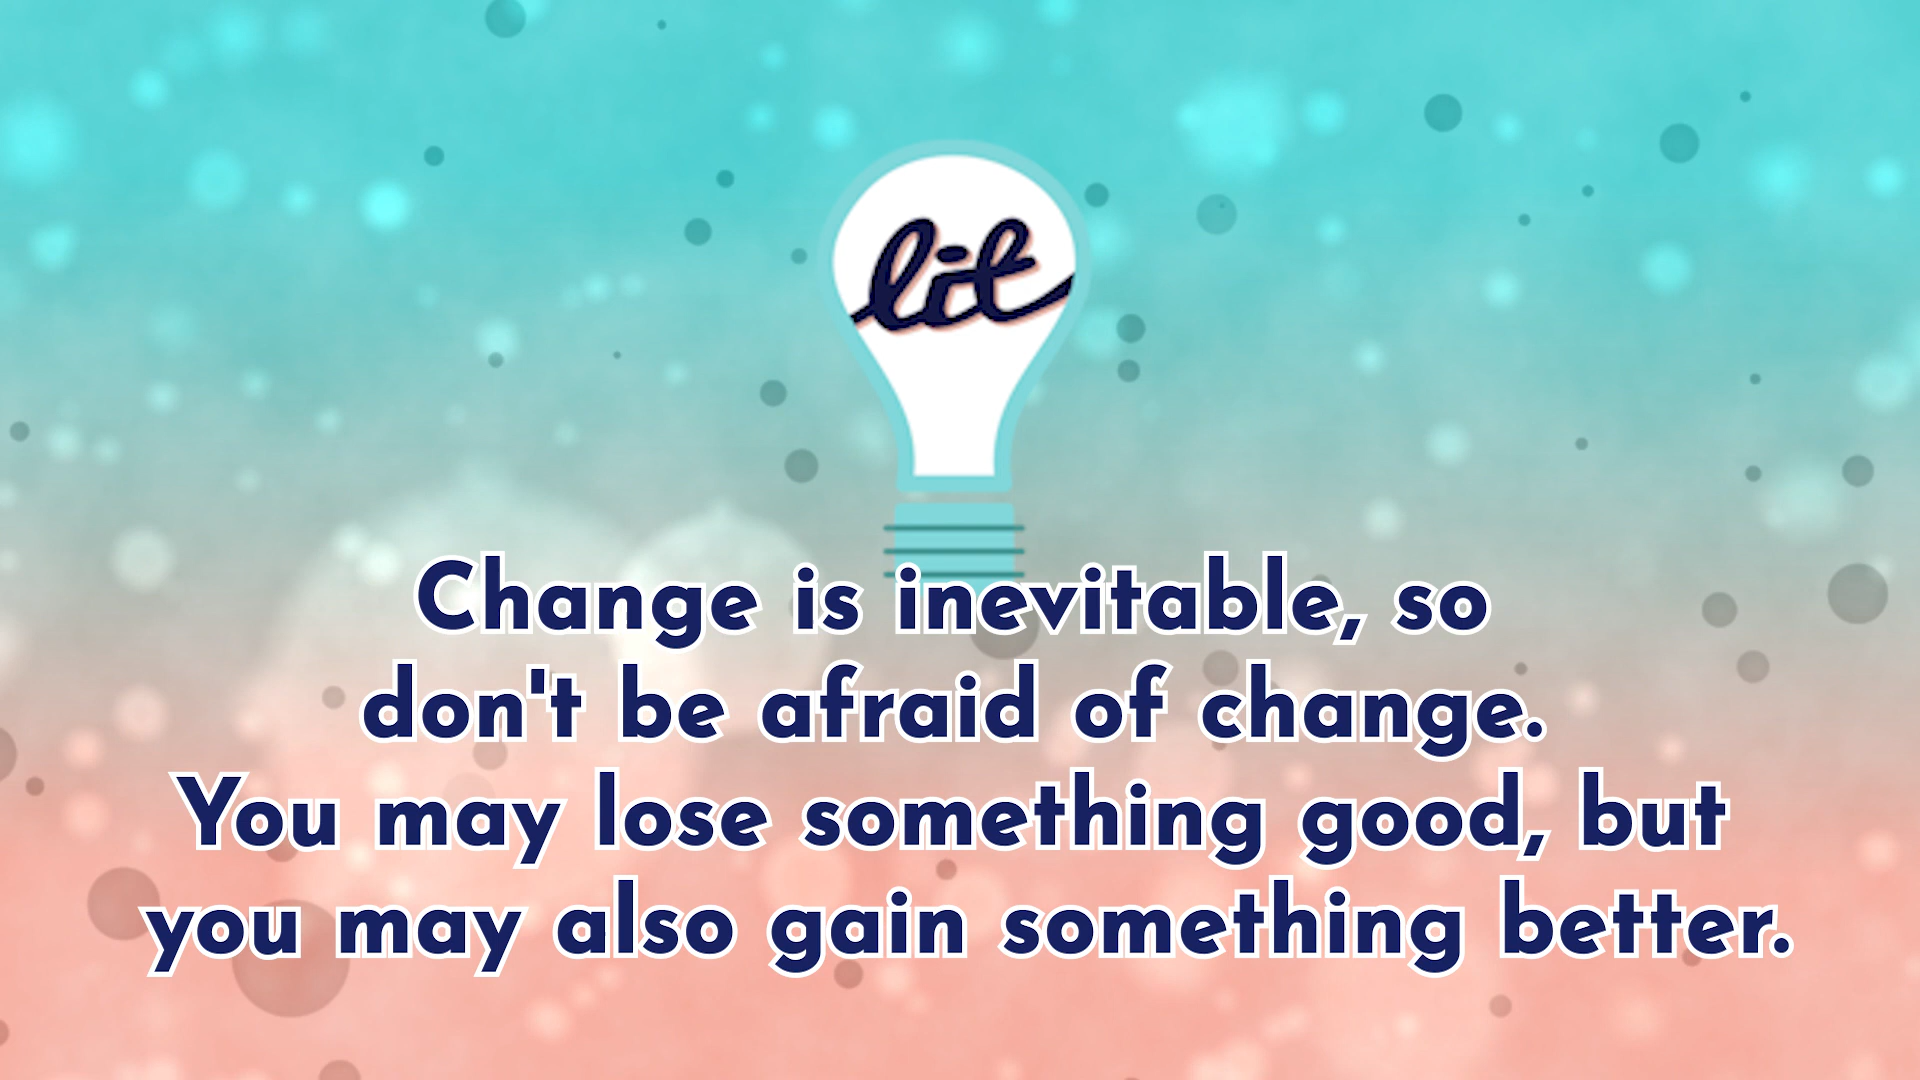 lit
Change is inevitable, so
don't be afraid of change.
You may lose something good, but
you may also gain something better.